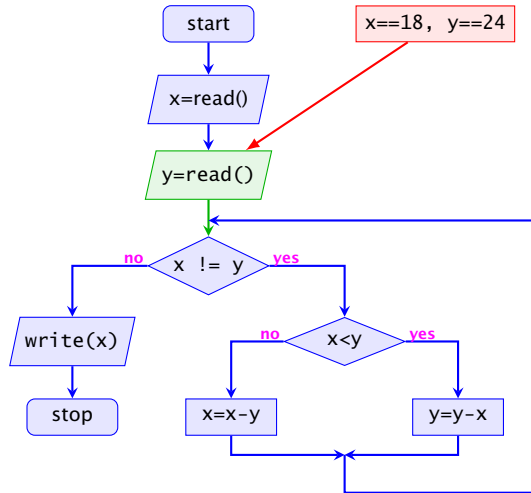 start
x==18, y==24
x=read()
y=read()
x != y
no
yes
write(x)
x<y
no
yes
stop
x=x-y
y=y-x